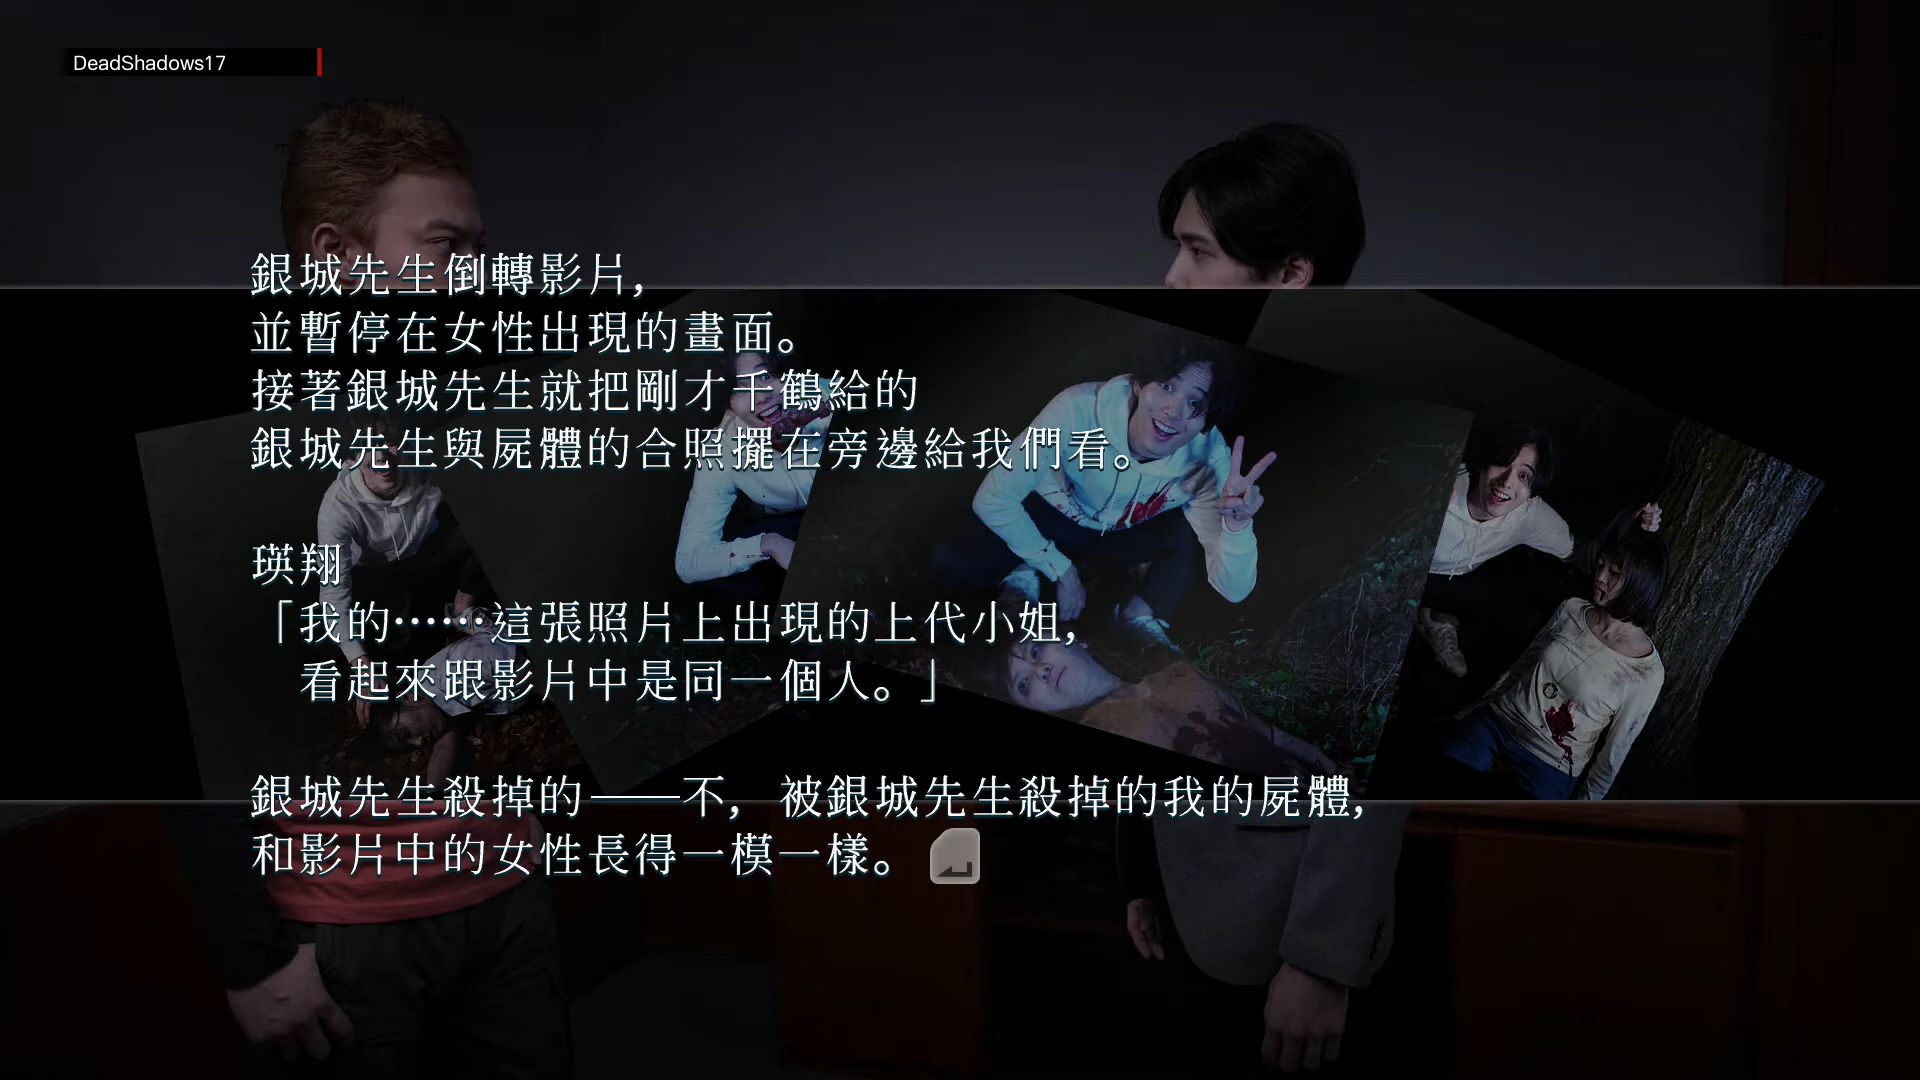 DeadShadows17
銀城先生倒轉影片，
並暫停在女性出現的畫面。
接著銀城先生就把剛才千鶴給的
銀城先生與屍體的合照擺在旁邊給我們看。
瑛翔
「我的……這張照片上出現的上代小姐，
看起來跟影片中是同一個人。」
銀城先生殺掉的——不，被銀城先生殺掉的我的屍體，
和影片中的女性長得一模一樣。